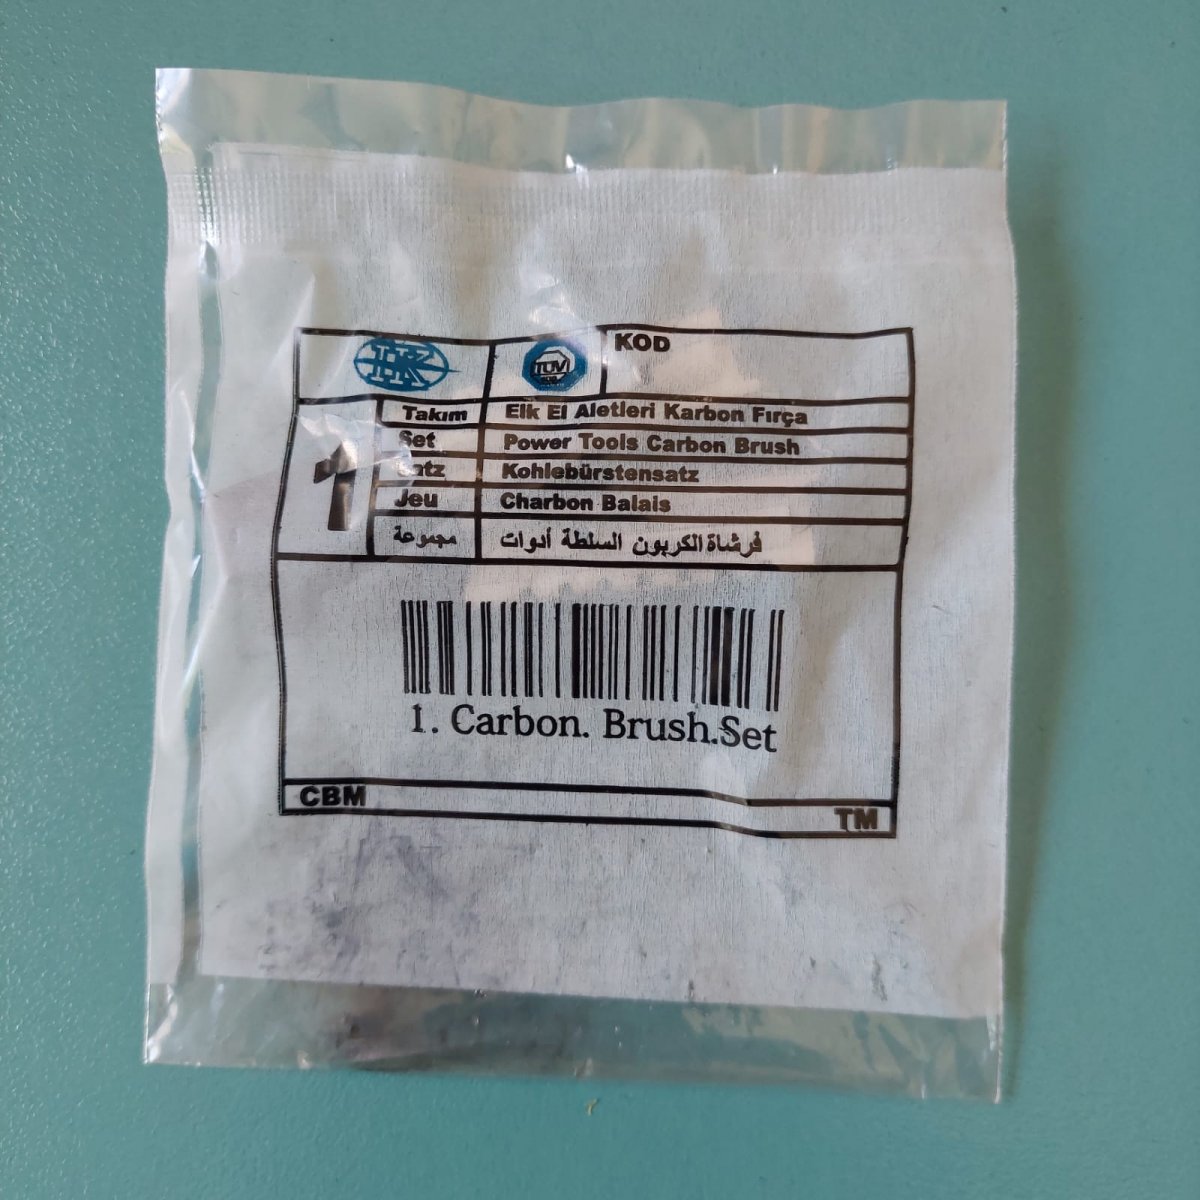 TÜV
KOD
1
Takım Elk El Aletleri Karbon Fırça
Set Power Tools Carbon Brush
Satz Kohlebürstensatz
Jeu Charbon Balais
مجموعة فرشاة الكربون السلطة أدوات
1. Carbon. Brush.Set
CBM
TM